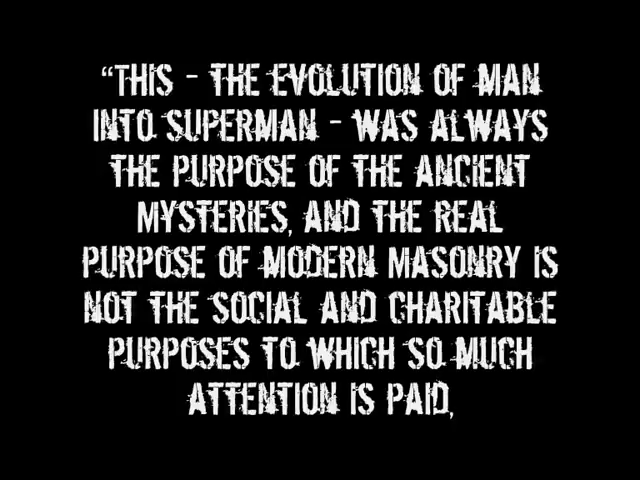 “THIS - THE EVOLUTION OF MAN
INTO SUPERMAN - WAS ALWAYS
THE PURPOSE OF THE ANCIENT
MYSTERIES, AND THE REAL
PURPOSE OF MODERN MASONRY IS
NOT THE SOCIAL AND CHARITABLE
PURPOSES TO WHICH SO MUCH
ATTENTION IS PAID,